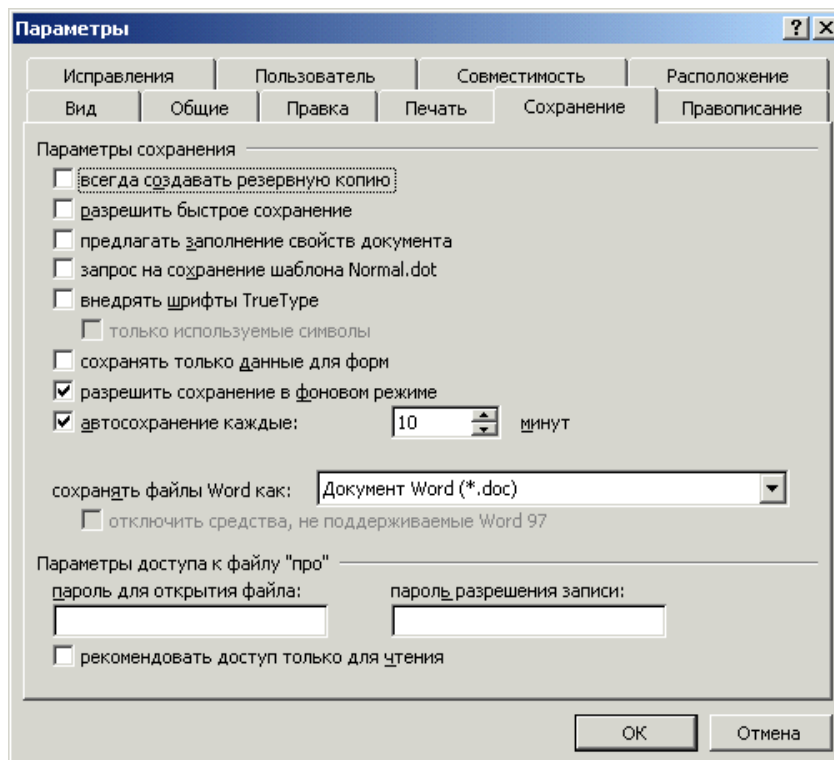 Параметры
Исправления Пользователь Совместимость Расположение
Вид Общие Правка Печать Сохранение Правописание
Параметры сохранения
всегда создавать резервную копию
разрешить быстрое сохранение
предлагать заполнение свойств документа
запрос на сохранение шаблона Normal.dot
внедрять шрифты TrueType
только используемые символы
сохранять только данные для форм
разрешить сохранение в фоновом режиме
автосохранение каждые: 10 минут
сохранять файлы Word как: Документ Word (*.doc)
отключить средства, не поддерживаемые Word 97
Параметры доступа к файлу "про"
пароль для открытия файла: пароль разрешения записи:
рекомендовать доступ только для чтения
OK Отмена